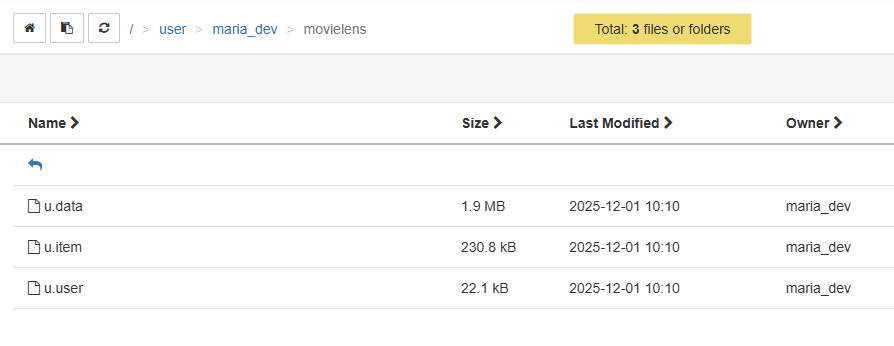 / > user > maria_dev > movielens
Total: 3 files or folders
Name Size Last Modified Owner
u.data 1.9 MB 2025-12-01 10:10 maria_dev
u.item 230.8 kB 2025-12-01 10:10 maria_dev
u.user 22.1 kB 2025-12-01 10:10 maria_dev